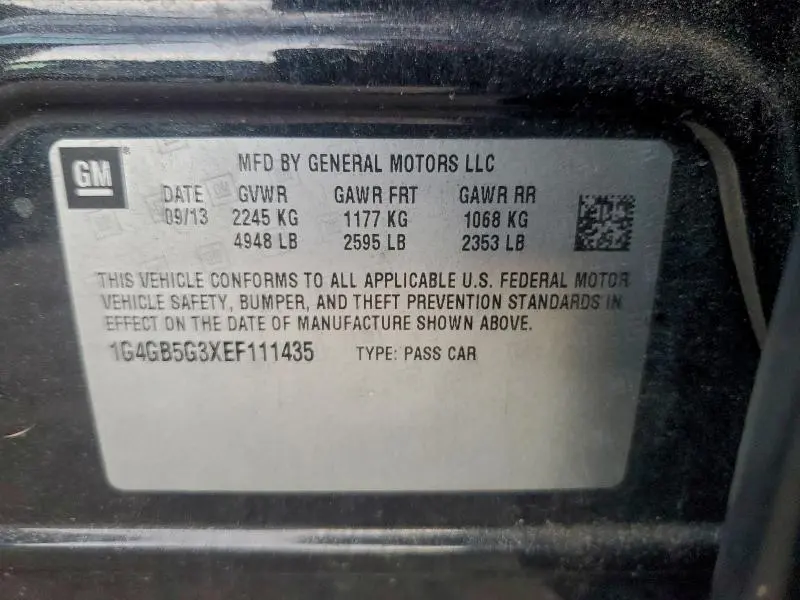 GM
MFD BY GENERAL MOTORS LLC
DATE GVWR GAWR FRT GAWR RR
09/13 2245 KG 1177 KG 1068 KG
4948 LB 2595 LB 2353 LB
THIS VEHICLE CONFORMS TO ALL APPLICABLE U.S. FEDERAL MOTOR
VEHICLE SAFETY, BUMPER, AND THEFT PREVENTION STANDARDS IN
EFFECT ON THE DATE OF MANUFACTURE SHOWN ABOVE.
1G4GB5G3XEF111435 TYPE: PASS CAR